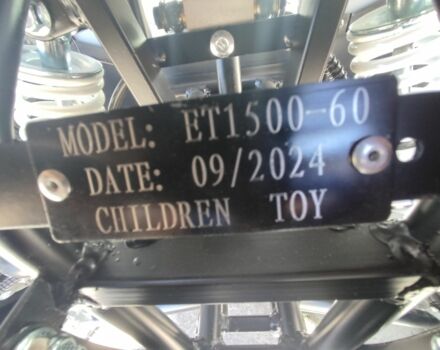 MODEL: ET1500-60
DATE: 09/2024
CHILDREN TOY